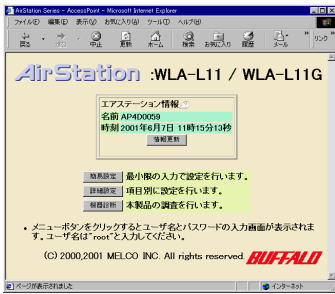 AirStation Series - AccessPoint - Microsoft Internet Explorer
ファイル(F) 編集(E) 表示(V) お気に入り(A) ツール(T) ヘルプ(H)
戻る 進む 中止 更新 ホーム 検索 お気に入り 履歴 メール リンク
AirStation :WLA-L11 / WLA-L11G
エアステーション情報
名前 AP4D0059
時刻 2001年6月7日 11時15分13秒
情報更新
簡易設定 最小限の入力で設定を行います。
詳細設定 項目別に設定を行います。
機器診断 本製品の調査を行います。
• メニューボタンをクリックするとユーザ名とパスワードの入力画面が表示されま
す。ユーザ名は"root"と入力してください。
(C) 2000,2001 MELCO INC. All rights reserved. BUFFALO
ページが表示されました インターネット